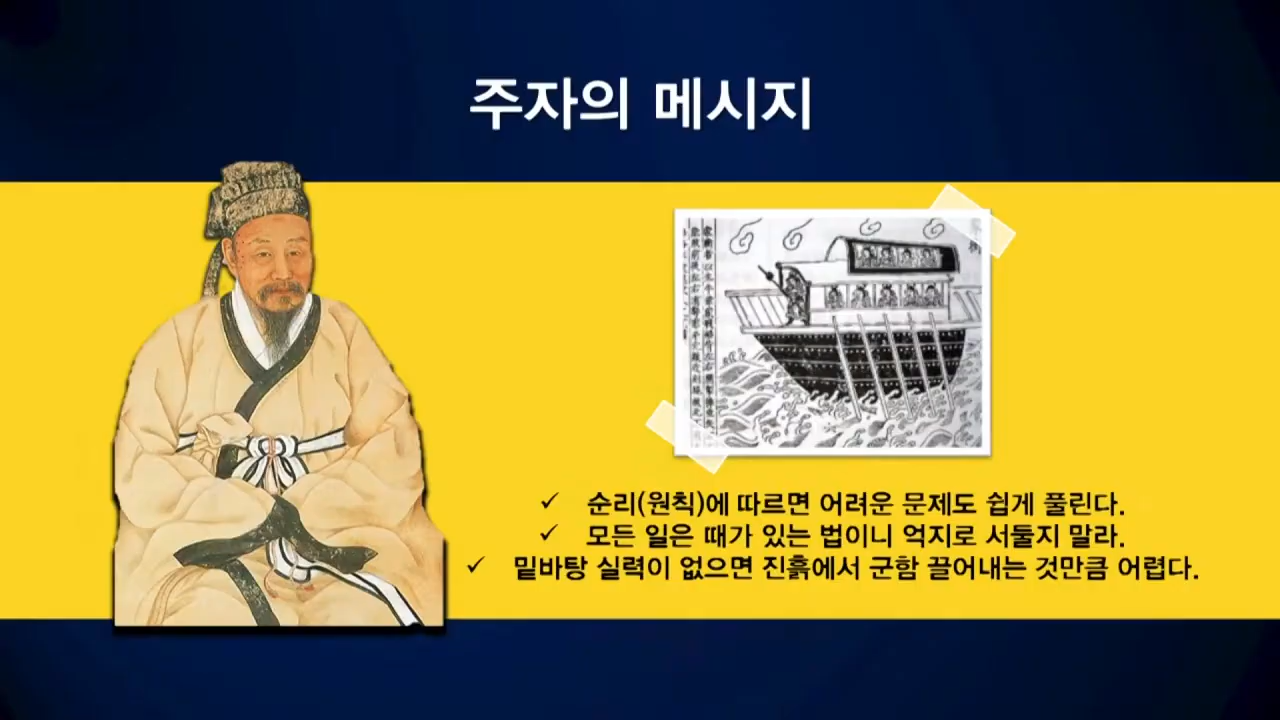 주자의 메시지
✓ 순리(원칙)에 따르면 어려운 문제도 쉽게 풀린다.
✓ 모든 일은 때가 있는 법이니 억지로 서둘지 말라.
✓ 밑바탕 실력이 없으면 진흙에서 군함 끌어내는 것만큼 어렵다.